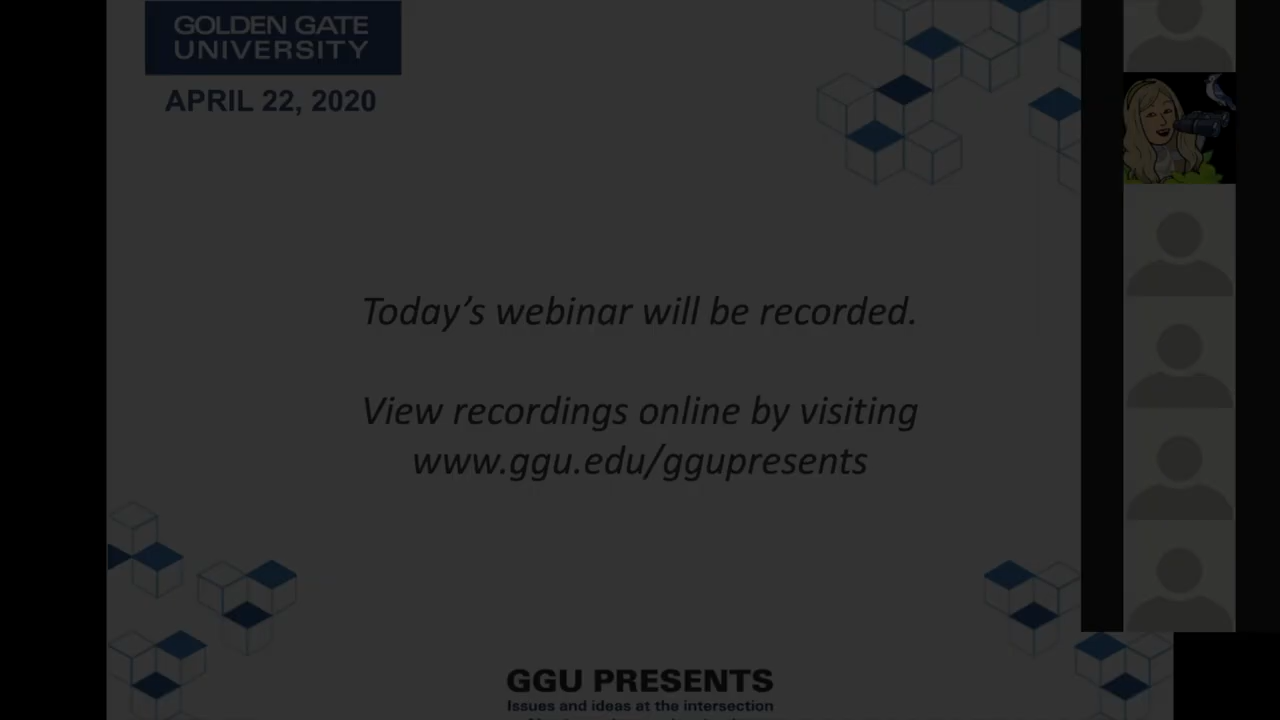 GOLDEN GATE
UNIVERSITY
APRIL 22, 2020
Today's webinar will be recorded.
View recordings online by visiting
www.ggu.edu/ggupresents
GGU PRESENTS
Issues and ideas at the intersection